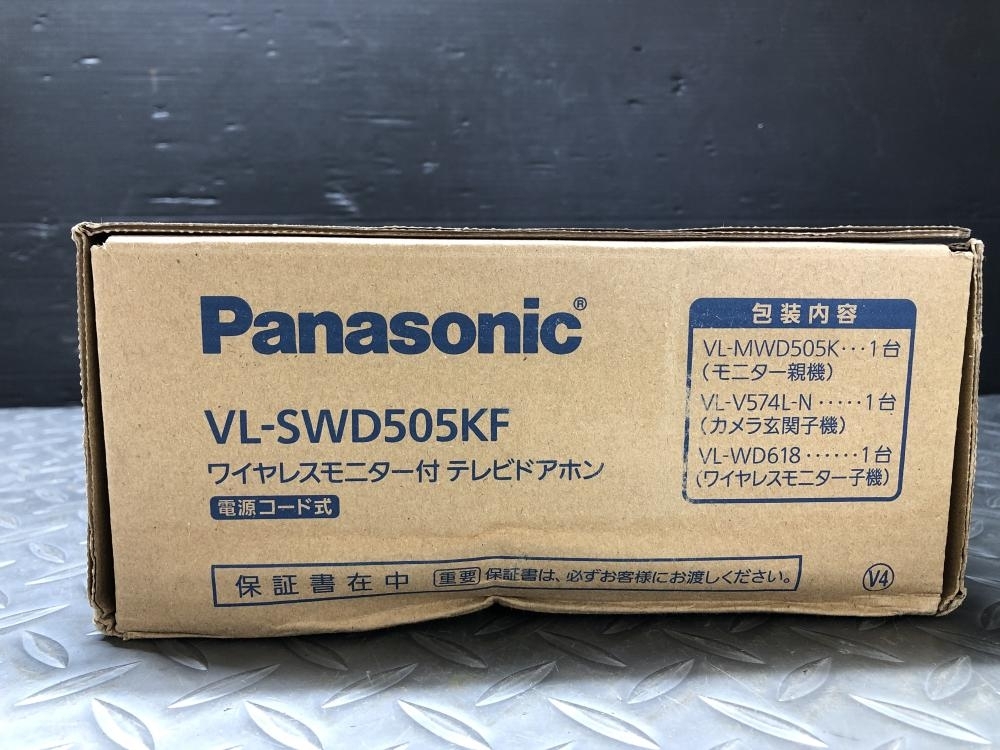 Panasonic®
VL-SWD505KF
ワイヤレスモニター付 テレビドアホン
電源コード式
包装内容
VL-MWD505K･･･1台
(モニター親機)
VL-V574L-N ･････1台
(カメラ玄関子機)
VL-WD618 ･･････1台
(ワイヤレスモニター子機)
保証書在中 重要 保証書は、必ずお客様にお渡しください。
V4